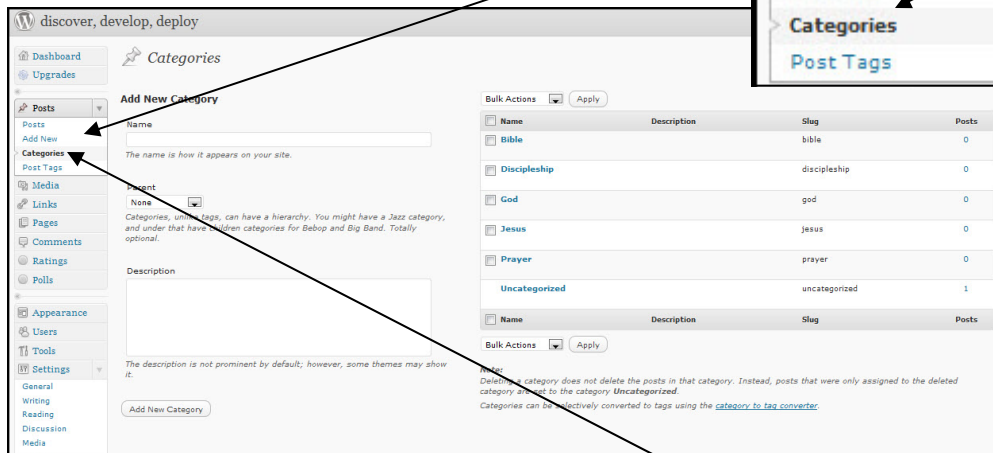 discover, develop, deploy
Categories
Post Tags
Dashboard
Upgrades
Posts
Posts
Add New
Categories
Post Tags
Media
Links
Pages
Comments
Ratings
Polls
Appearance
Users
Tools
Settings
General
Writing
Reading
Discussion
Media
Categories
Add New Category
Name
The name is how it appears on your site.
Parent
None
Categories, unlike tags, can have a hierarchy. You might have a Jazz category,
and under that have children categories for Bebop and Big Band. Totally
optional.
Description
The description is not prominent by default; however, some themes may show
it.
Add New Category
Bulk Actions Apply
Name Description Slug Posts
Bible bible 0
Discipleship discipleship 0
God god 0
Jesus jesus 0
Prayer prayer 0
Uncategorized uncategorized 1
Name Description Slug Posts
Bulk Actions Apply
Note:
Deleting a category does not delete the posts in that category. Instead, posts that were only assigned to the deleted
category are set to the category Uncategorized.
Categories can be selectively converted to tags using the category to tag converter.